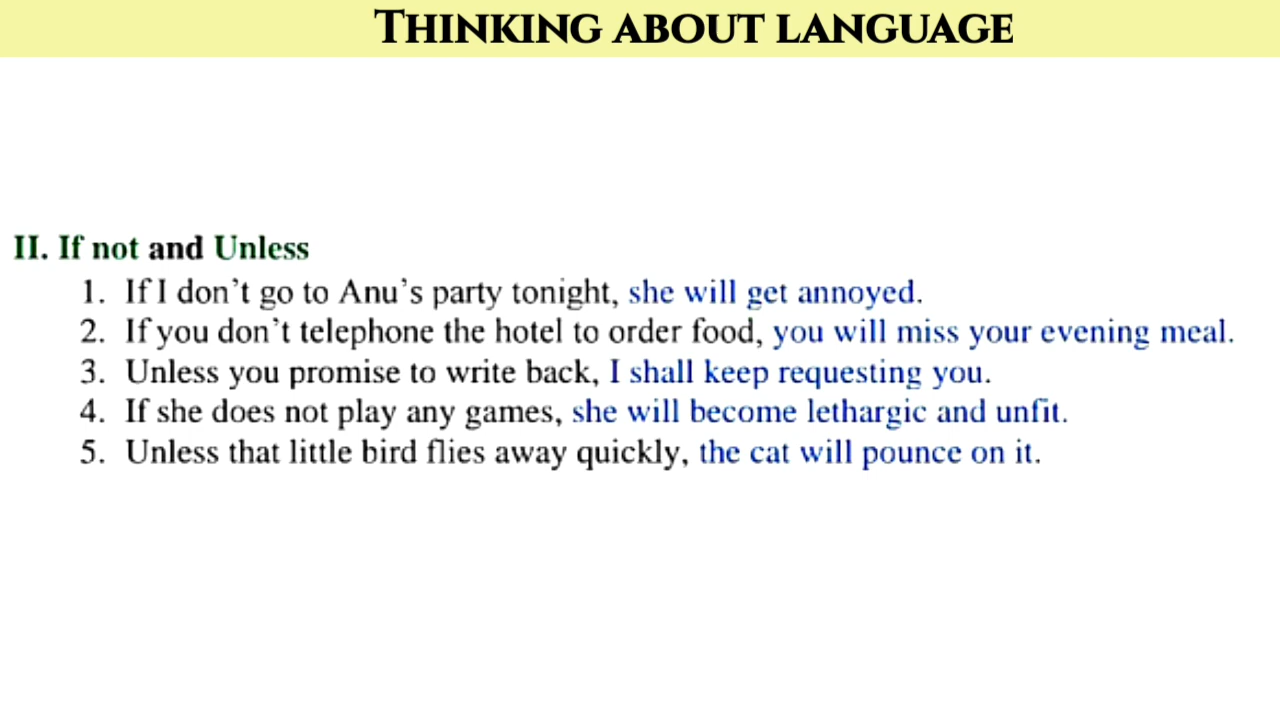 THINKING ABOUT LANGUAGE
II. If not and Unless
1. If I don't go to Anu's party tonight, she will get annoyed.
2. If you don't telephone the hotel to order food, you will miss your evening meal.
3. Unless you promise to write back, I shall keep requesting you.
4. If she does not play any games, she will become lethargic and unfit.
5. Unless that little bird flies away quickly, the cat will pounce on it.